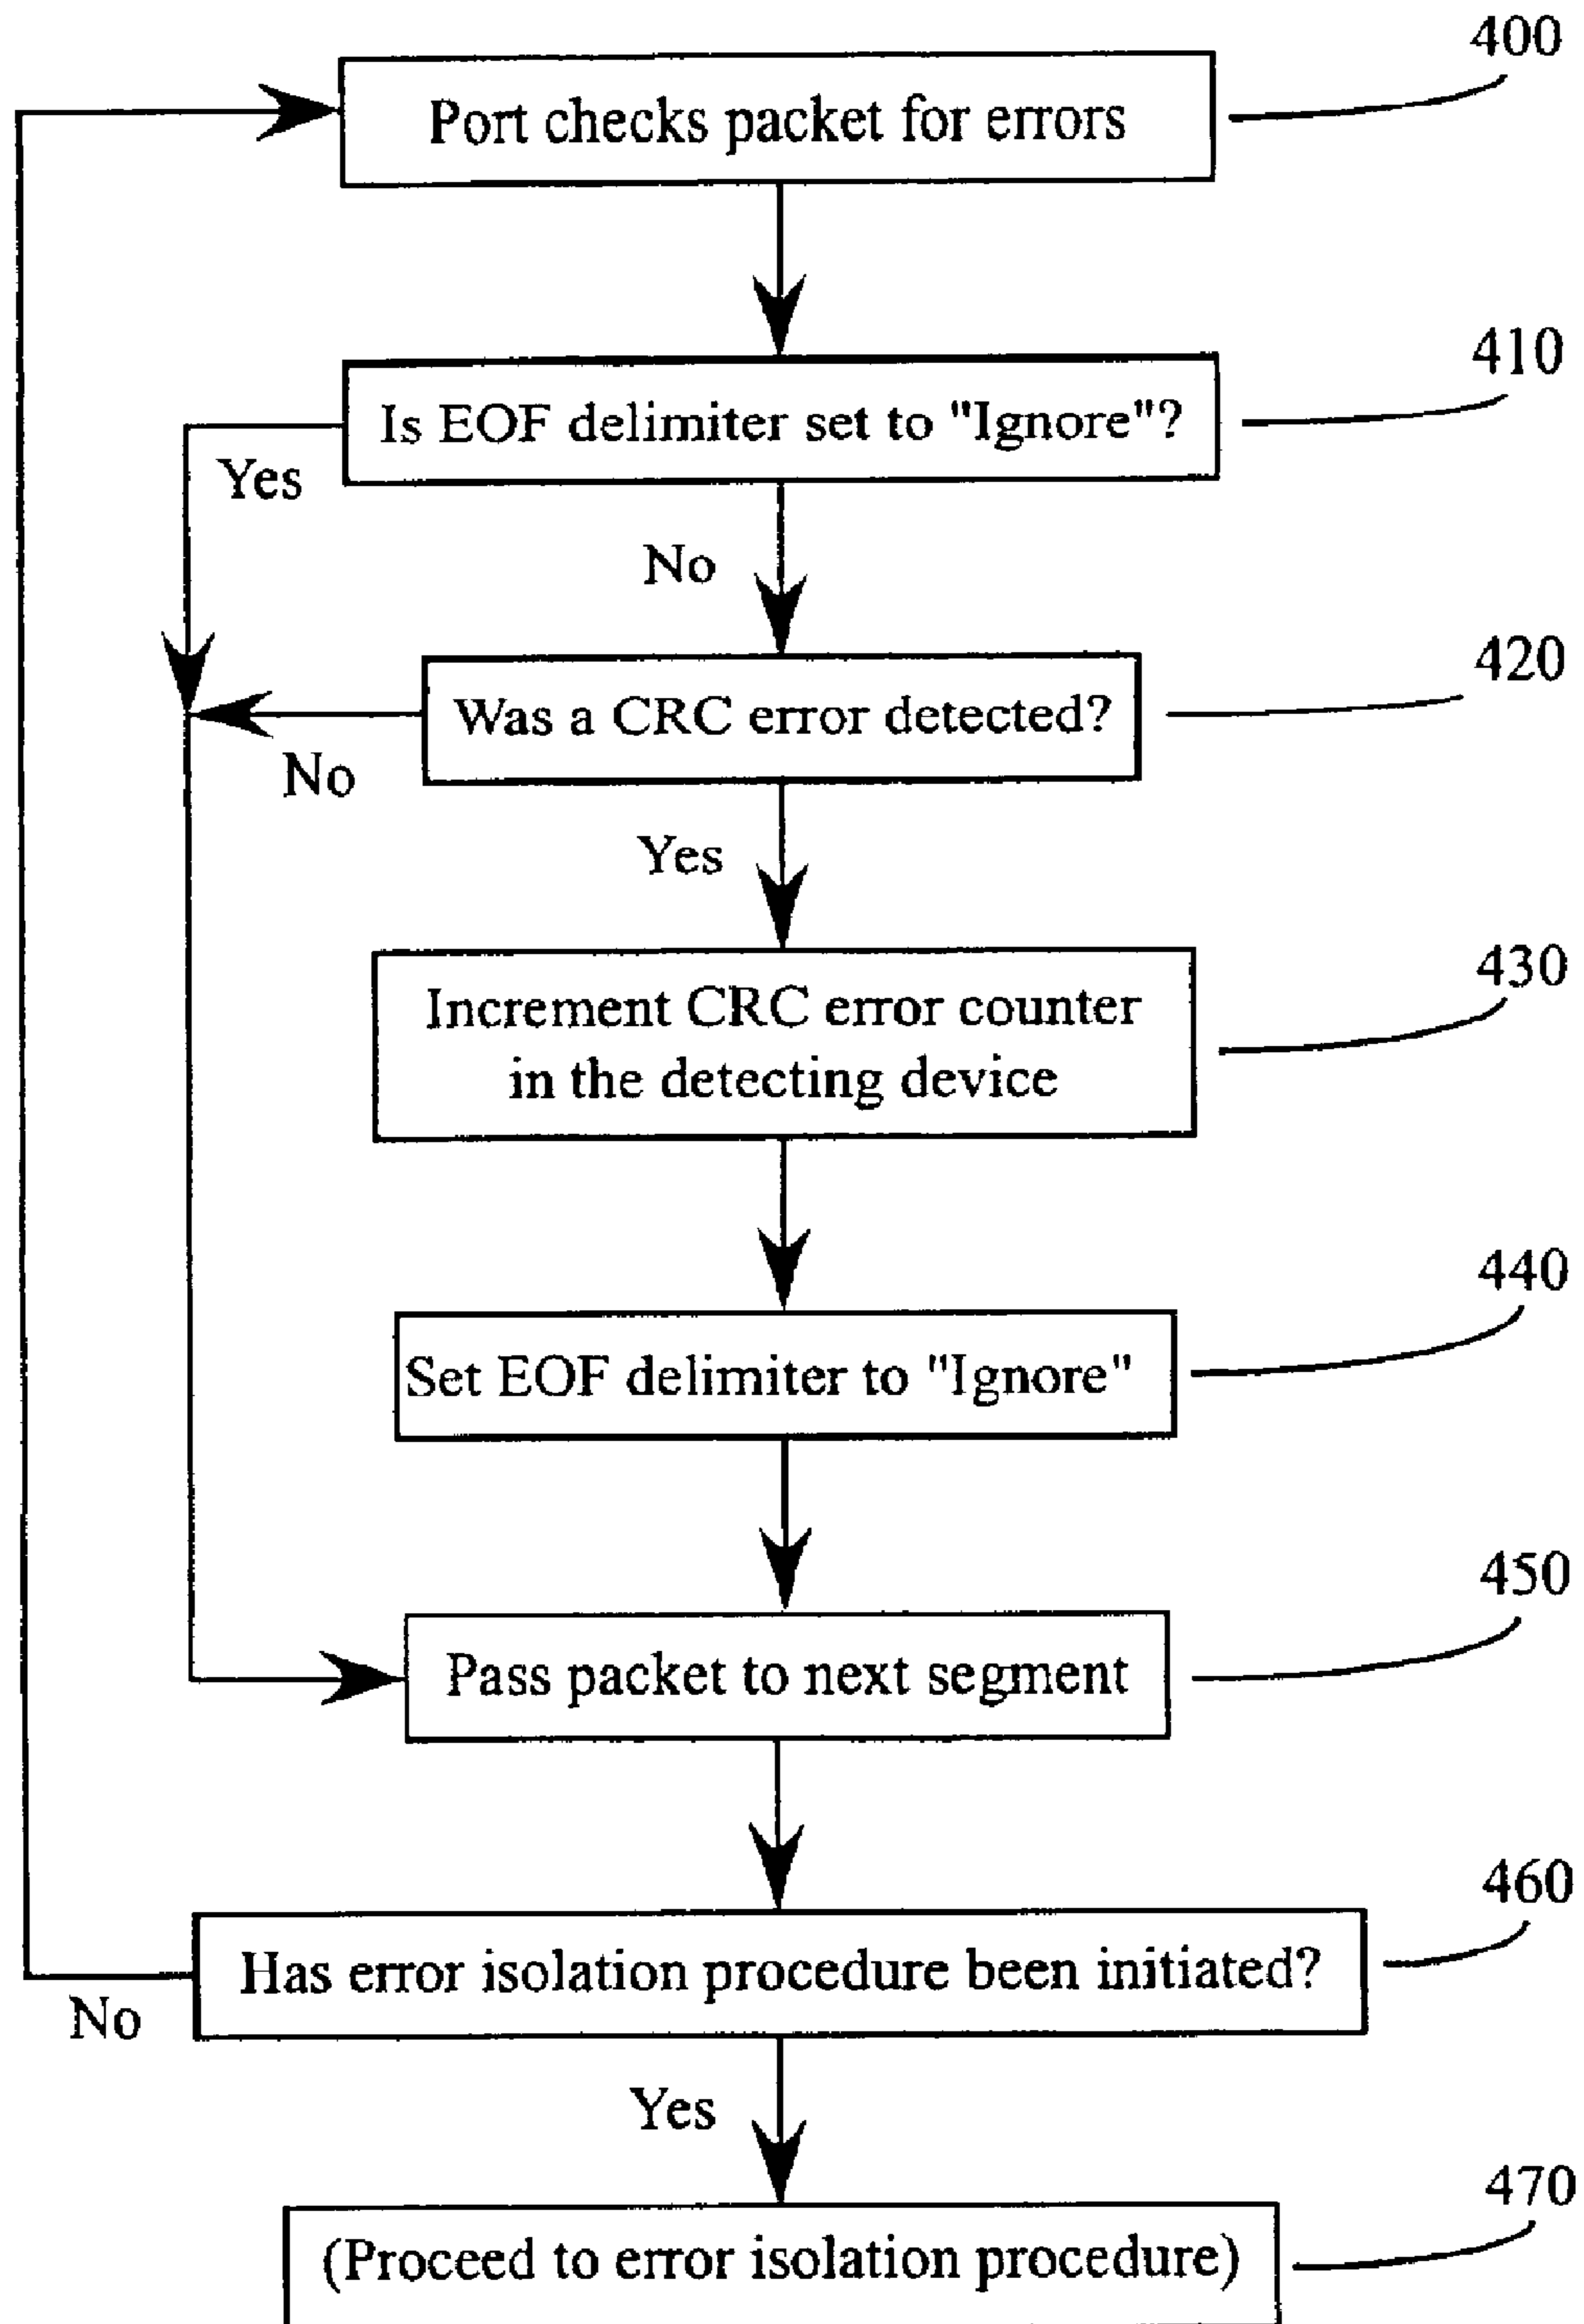 400
Port checks packet for errors
410
Is EOF delimiter set to "Ignore"?
Yes
No
420
Was a CRC error detected?
No
Yes
430
Increment CRC error counter
in the detecting device
440
Set EOF delimiter to "Ignore"
450
Pass packet to next segment
460
Has error isolation procedure been initiated?
No
Yes
470
(Proceed to error isolation procedure)